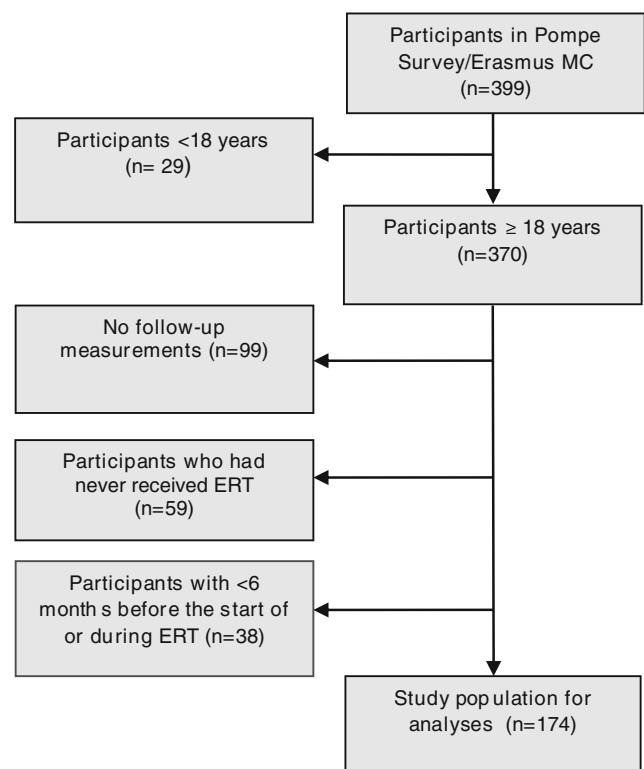 Participants in Pompe
Survey/Erasmus MC
(n=399)
Participants <18 years
(n= 29)
Participants ≥ 18 years
(n=370)
No follow-up
measurements (n=99)
Participants who had
never received ERT
(n=59)
Participants with <6
month s before the start of
or during ERT (n=38)
Study population for
analyses (n=174)